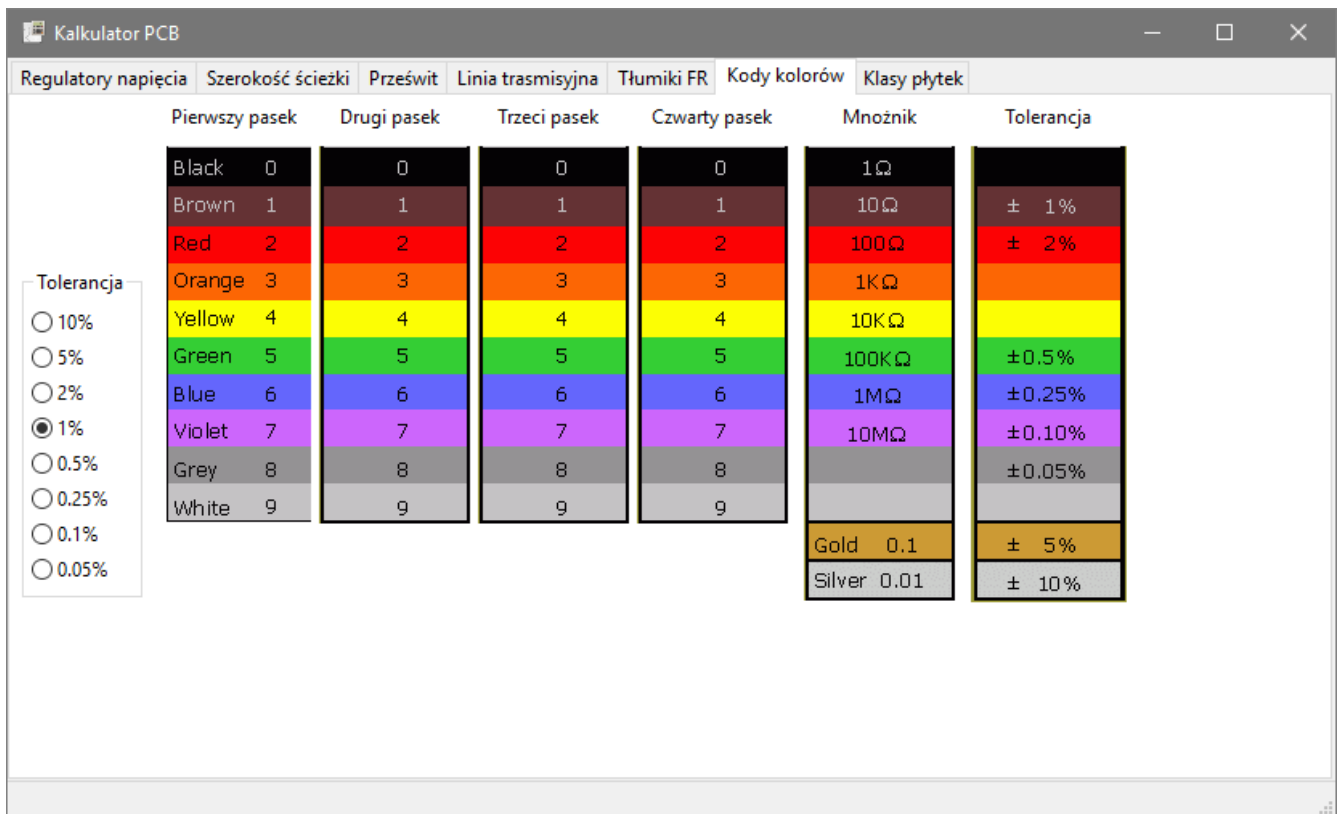 Kalkulator PCB
Regulatory napięcia Szerokość ścieżki Prześwit Linia trasmisyjna Tłumiki FR Kody kolorów Klasy płytek
Pierwszy pasek Drugi pasek Trzeci pasek Czwarty pasek Mnożnik Tolerancja
Black 0 0 0 0 1Ω
Brown 1 1 1 1 10Ω ± 1%
Red 2 2 2 2 100Ω ± 2%
Orange 3 3 3 3 1KΩ
Yellow 4 4 4 4 10KΩ
Green 5 5 5 5 100KΩ ±0.5%
Blue 6 6 6 6 1MΩ ±0.25%
Violet 7 7 7 7 10MΩ ±0.10%
Grey 8 8 8 8 ±0.05%
White 9 9 9 9
Gold 0.1 ± 5%
Silver 0.01 ± 10%
Tolerancja
10%
5%
2%
1%
0.5%
0.25%
0.1%
0.05%